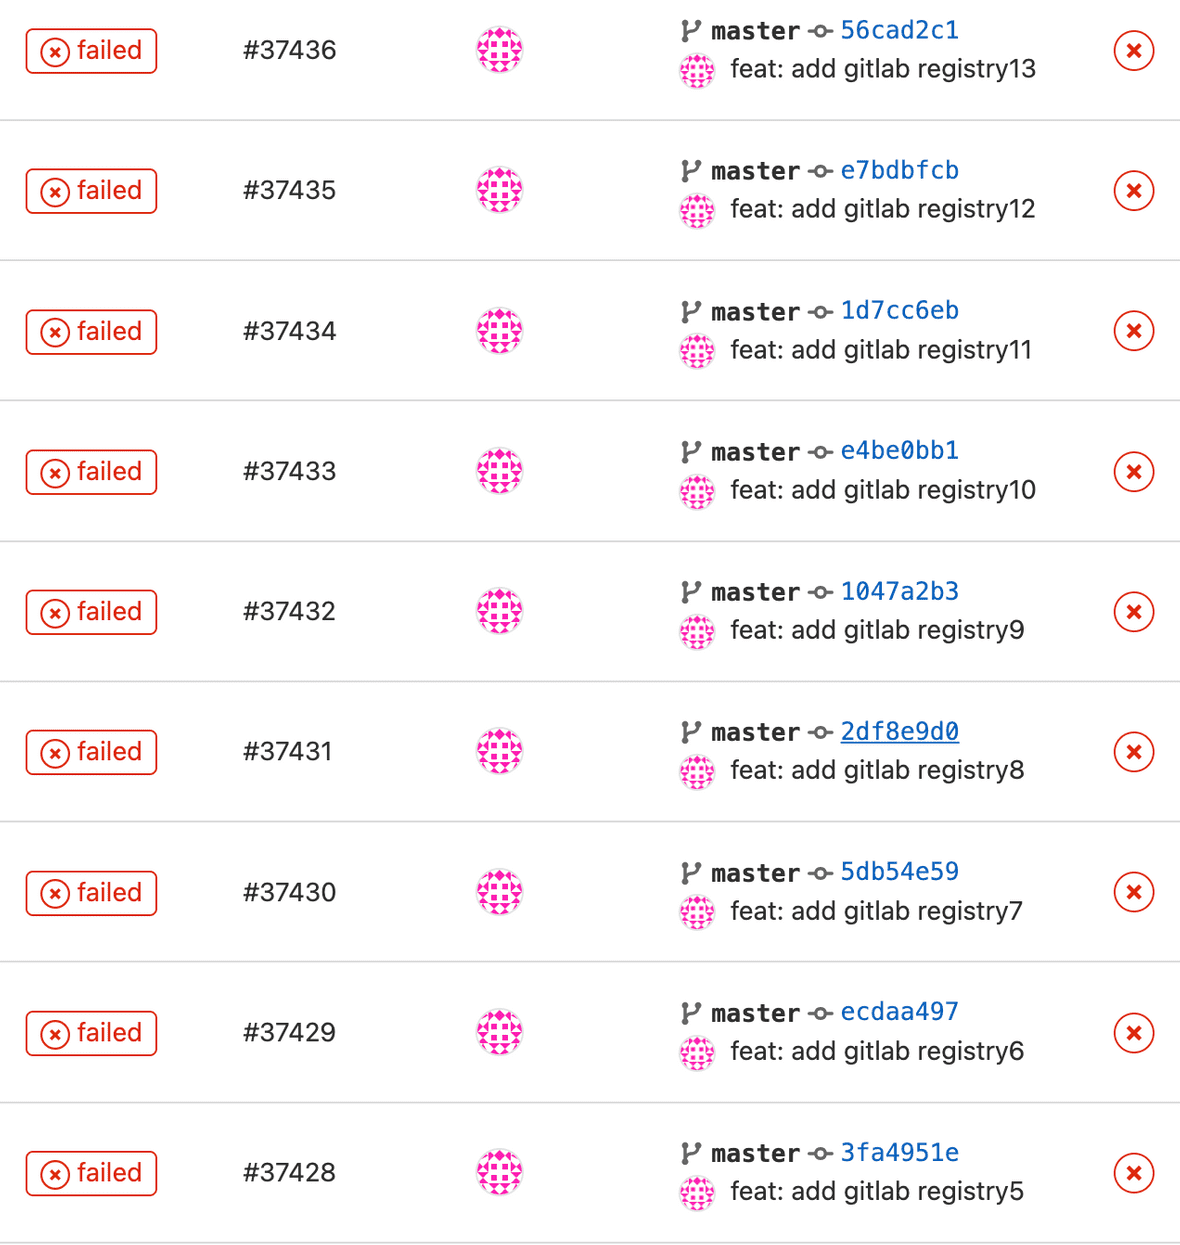 failed #37436 master 56cad2c1
feat: add gitlab registry13
failed #37435 master e7bdbfcb
feat: add gitlab registry12
failed #37434 master 1d7cc6eb
feat: add gitlab registry11
failed #37433 master e4be0bb1
feat: add gitlab registry10
failed #37432 master 1047a2b3
feat: add gitlab registry9
failed #37431 master 2df8e9d0
feat: add gitlab registry8
failed #37430 master 5db54e59
feat: add gitlab registry7
failed #37429 master ecdaa497
feat: add gitlab registry6
failed #37428 master 3fa4951e
feat: add gitlab registry5